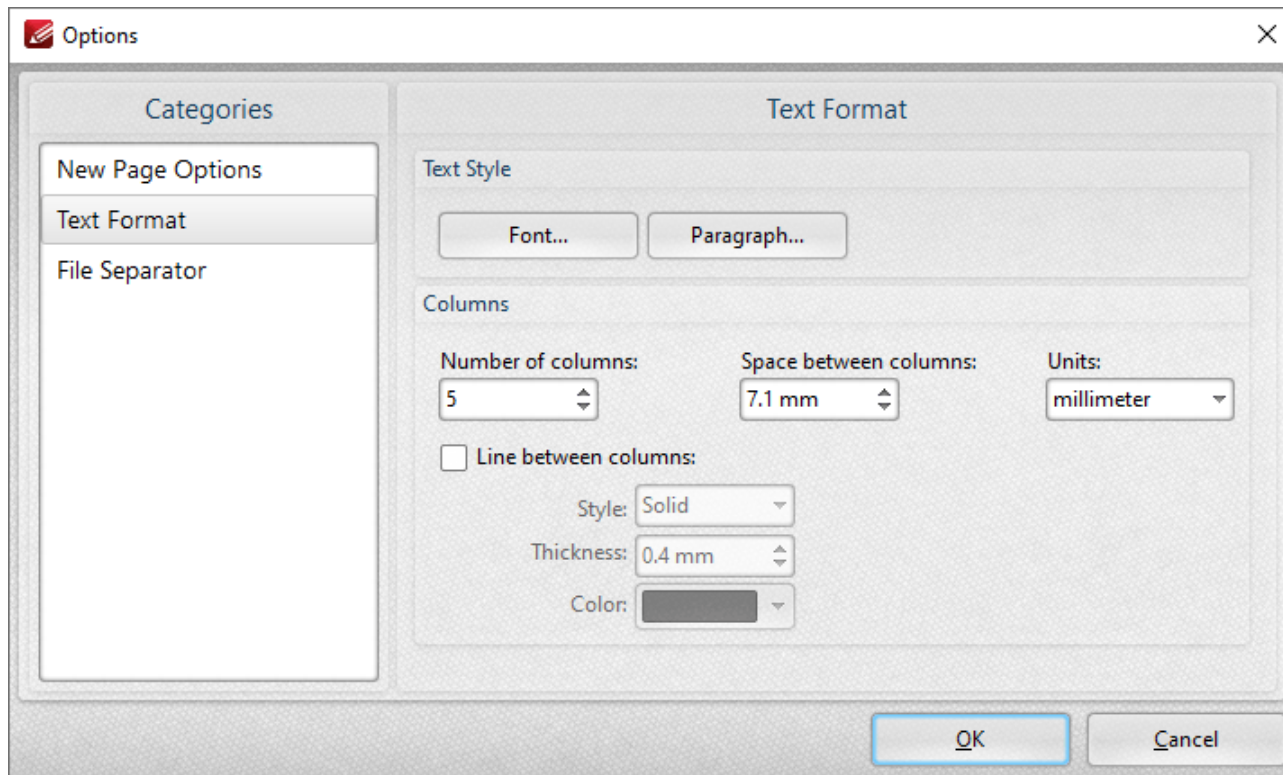 Options
Categories
New Page Options
Text Format
File Separator
Text Format
Text Style
Font... Paragraph...
Columns
Number of columns: Space between columns: Units:
5 7.1 mm millimeter
Line between columns:
Style: Solid
Thickness: 0.4 mm
Color:
OK Cancel